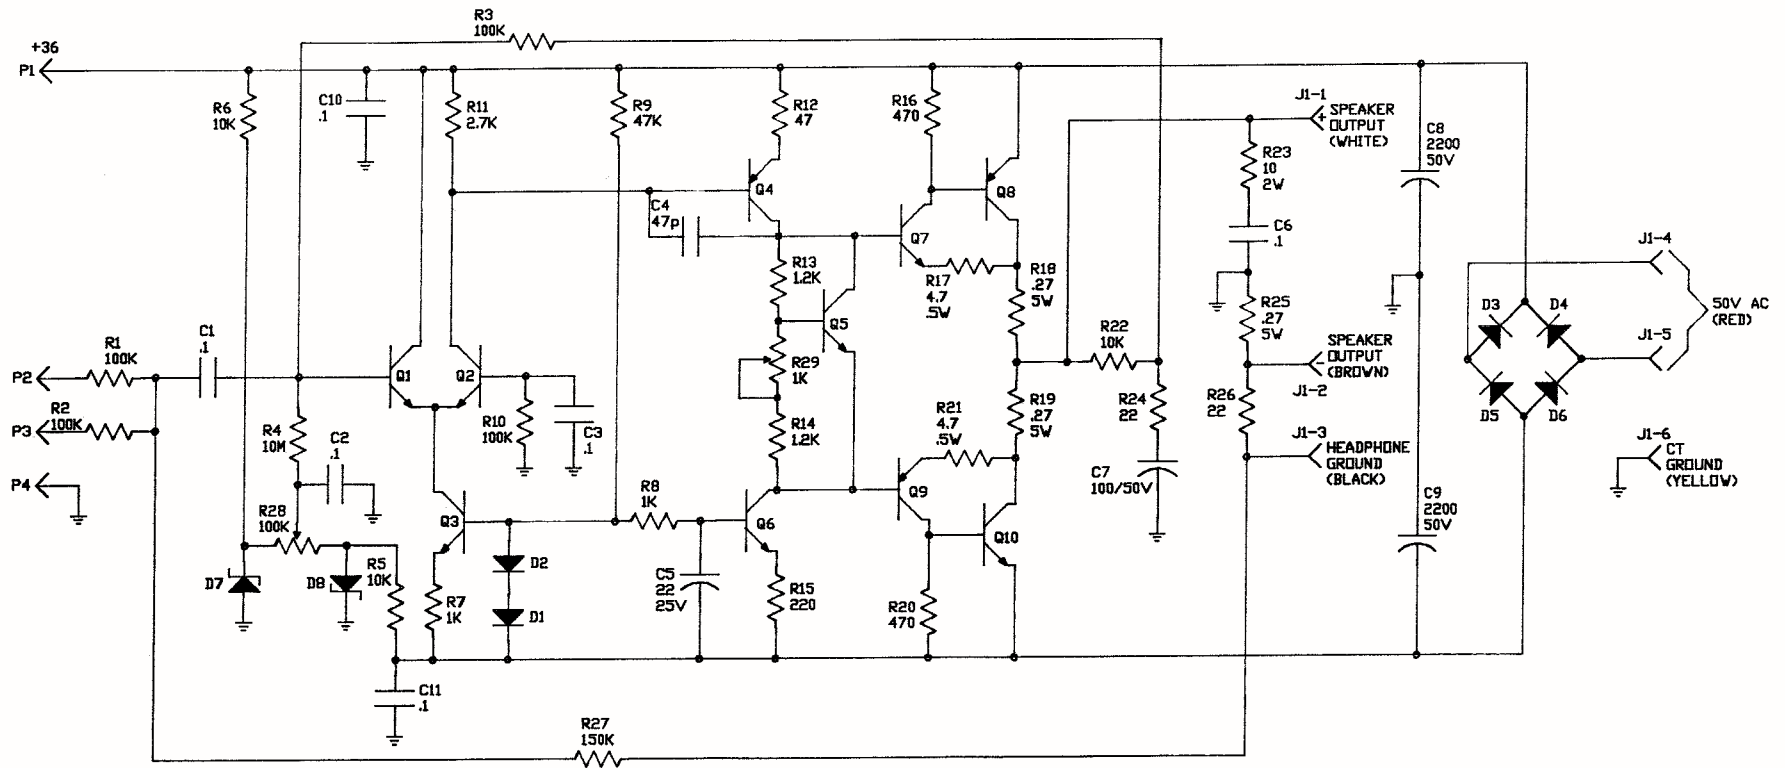 +36
P1
R3
100K
R6
10K
C10
.1
R11
2.7K
R9
47K
R12
47
R16
470
Q4
Q8
C4
47p
Q7
R13
1.2K
R17
4.7
.5W
R18
.27
5W
Q5
R29
1K
R14
1.2K
R21
4.7
.5W
R19
.27
5W
R22
10K
R24
22
C7
100/50V
J1-1
+
SPEAKER
OUTPUT
(WHITE)
R23
10
2W
C6
.1
R25
.27
5W
SPEAKER
OUTPUT
(BROWN)
-
J1-2
R26
22
J1-3
HEADPHONE
GROUND
(BLACK)
C8
2200
50V
C9
2200
50V
J1-4
50V AC
(RED)
J1-5
D3
D4
D5
D6
J1-6
CT
GROUND
(YELLOW)
P2
R1
100K
C1
.1
P3
R2
100K
P4
Q1
Q2
R10
100K
C3
.1
R4
10M
C2
.1
R28
100K
D7
D8
R5
10K
Q3
R7
1K
D2
D1
R8
1K
C5
22
25V
Q6
R15
220
Q9
Q10
R20
470
C11
.1
R27
150K